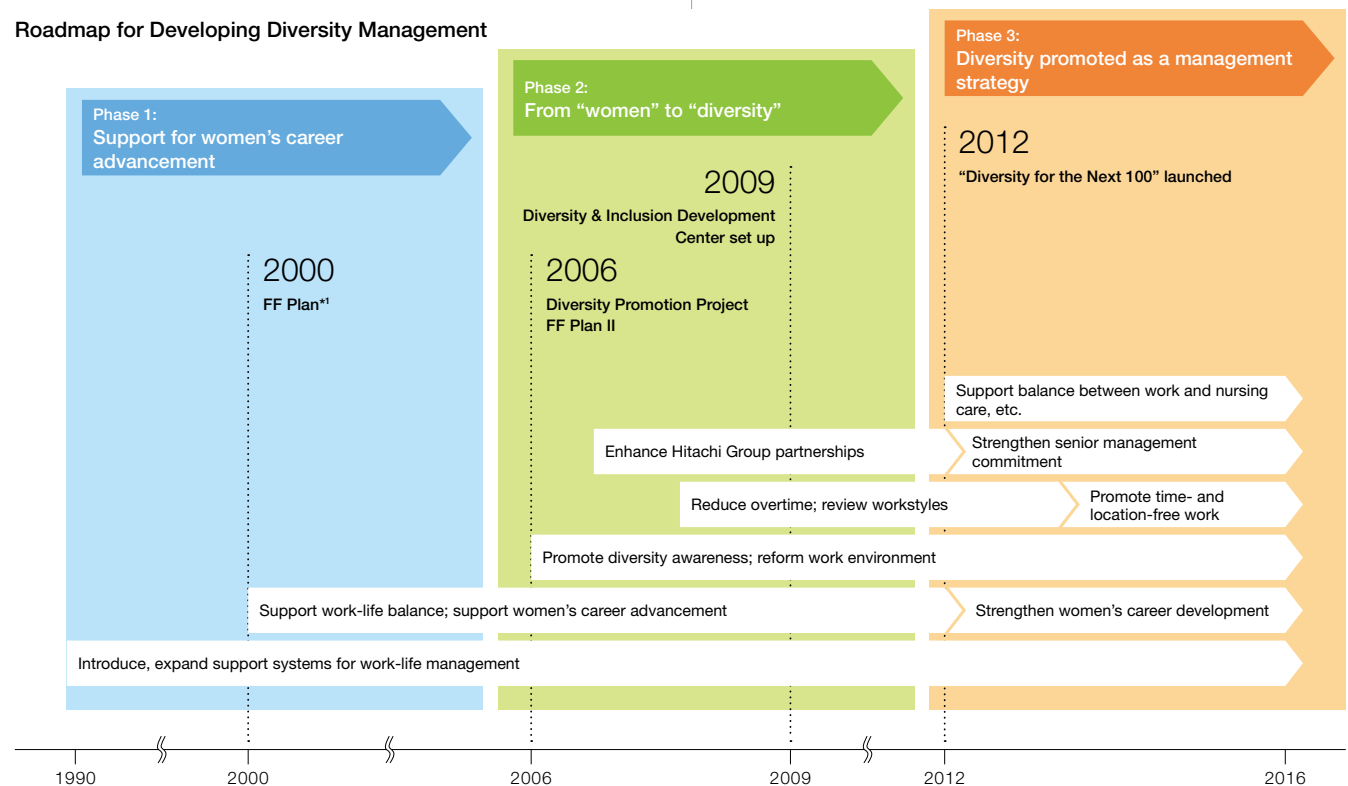 Roadmap for Developing Diversity Management
Phase 1:
Support for women’s career
advancement
Phase 2:
From “women” to “diversity”
Phase 3:
Diversity promoted as a management
strategy
2000
FF Plan*1
2009
Diversity & Inclusion Development
Center set up
2006
Diversity Promotion Project
FF Plan II
2012
“Diversity for the Next 100” launched
Support balance between work and nursing
care, etc.
Enhance Hitachi Group partnerships
Strengthen senior management
commitment
Reduce overtime; review workstyles
Promote time- and
location-free work
Promote diversity awareness; reform work environment
Support work-life balance; support women’s career advancement
Strengthen women’s career development
Introduce, expand support systems for work-life management
1990
2000
2006
2009
2012
2016